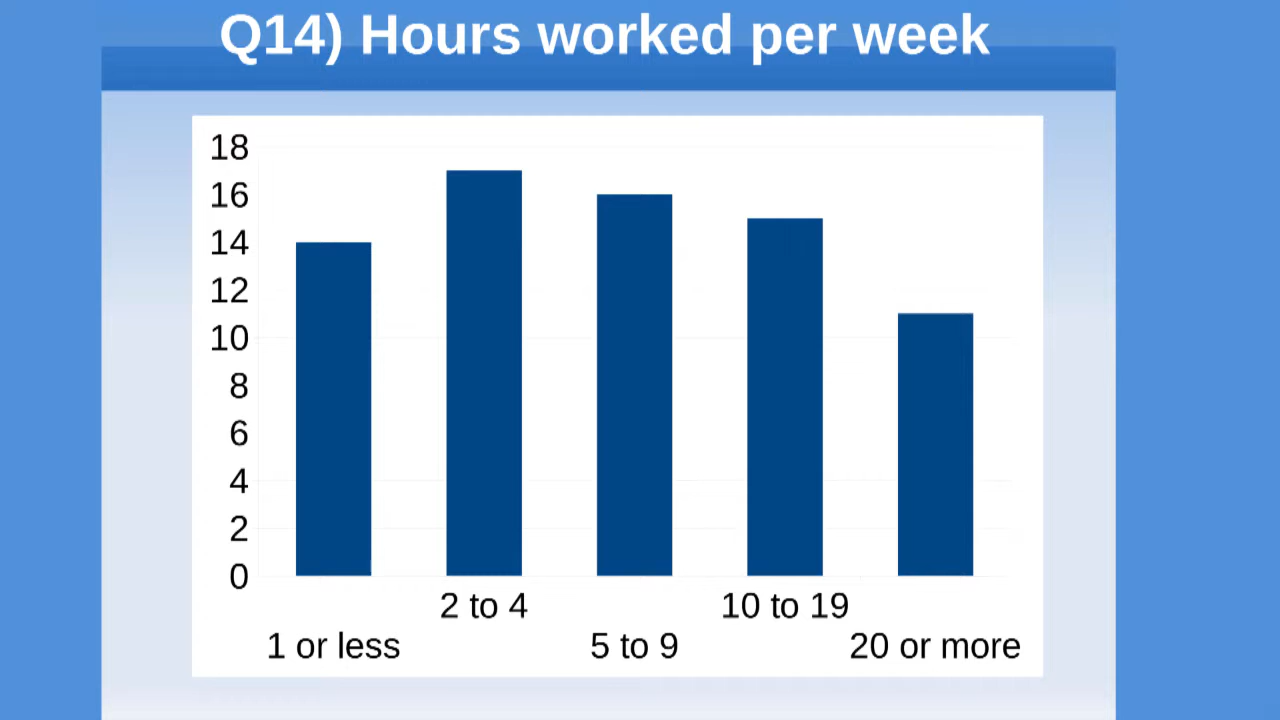 Q14) Hours worked per week
18
16
14
12
10
8
6
4
2
0
2 to 4
10 to 19
1 or less
5 to 9
20 or more